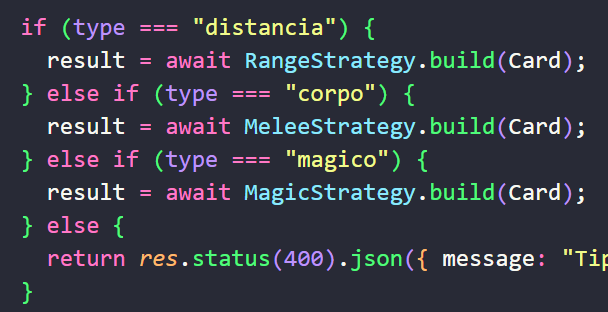 if (type === "distancia") {
result = await RangeStrategy.build(Card);
} else if (type === "corpo") {
result = await MeleeStrategy.build(Card);
} else if (type === "magico") {
result = await MagicStrategy.build(Card);
} else {
return res.status(400).json({ message: "Tip
}